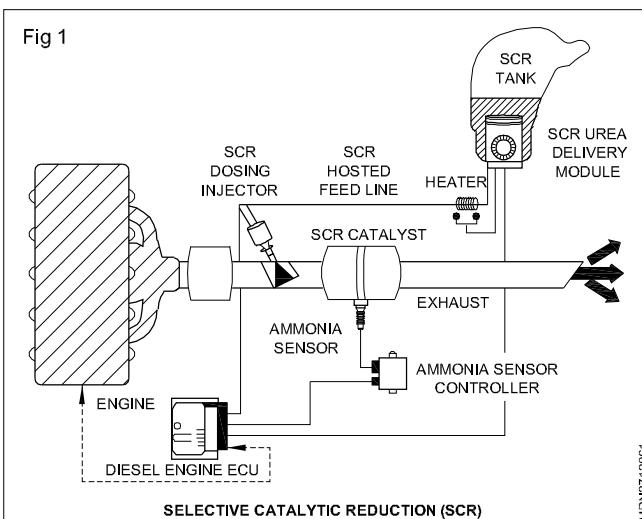 Fig 1
SCR
TANK
SCR UREA
DELIVERY
MODULE
SCR
DOSING
INJECTOR
SCR
HOSTED
FEED LINE
HEATER
SCR CATALYST
EXHAUST
AMMONIA
SENSOR
AMMONIA SENSOR
CONTROLLER
ENGINE
DIESEL ENGINE ECU
SELECTIVE CATALYTIC REDUCTION (SCR)